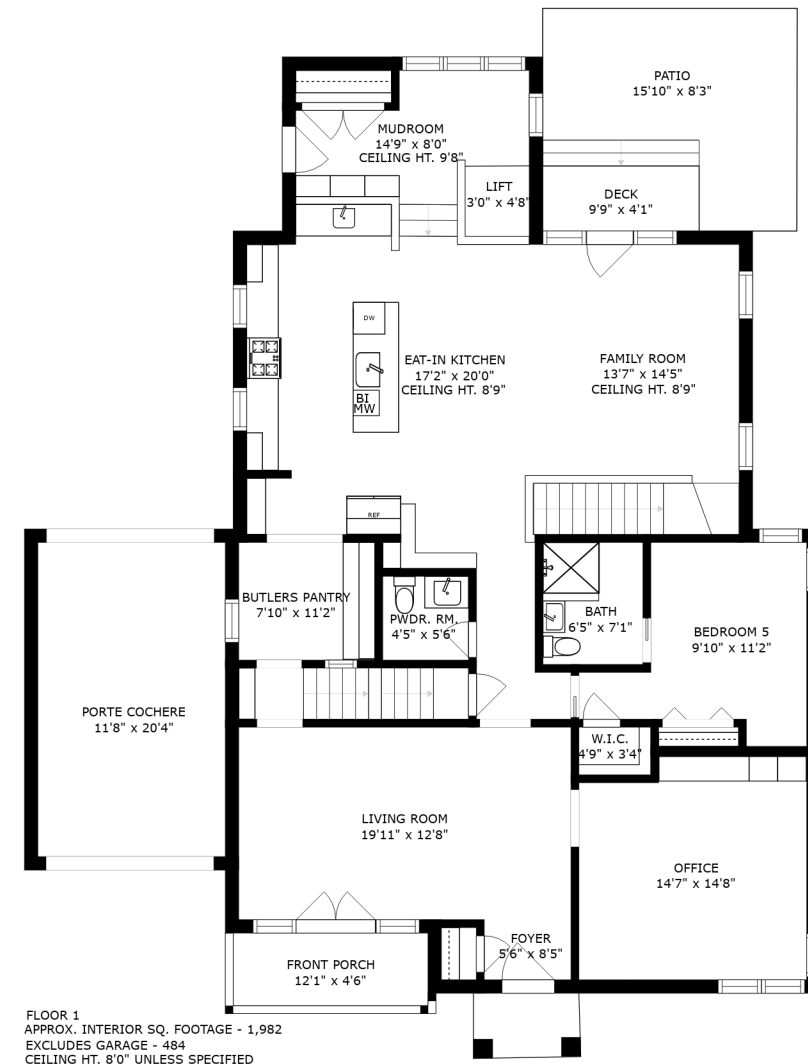 PATIO
15'10" x 8'3"
MUDROOM
14'9" x 8'0"
CEILING HT. 9'8"
LIFT
3'0" x 4'8"
DECK
9'9" x 4'1"
DW
EAT-IN KITCHEN
17'2" x 20'0"
CEILING HT. 8'9"
FAMILY ROOM
13'7" x 14'5"
CEILING HT. 8'9"
BI
MW
REF
BUTLERS PANTRY
7'10" x 11'2"
PWDR. RM.
4'5" x 5'6"
BATH
6'5" x 7'1"
BEDROOM 5
9'10" x 11'2"
PORTE COCHERE
11'8" x 20'4"
W.I.C.
4'9" x 3'4"
LIVING ROOM
19'11" x 12'8"
OFFICE
14'7" x 14'8"
FOYER
5'6" x 8'5"
FRONT PORCH
12'1" x 4'6"
FLOOR 1
APPROX. INTERIOR SQ. FOOTAGE - 1,982
EXCLUDES GARAGE - 484
CEILING HT. 8'0" UNLESS SPECIFIED